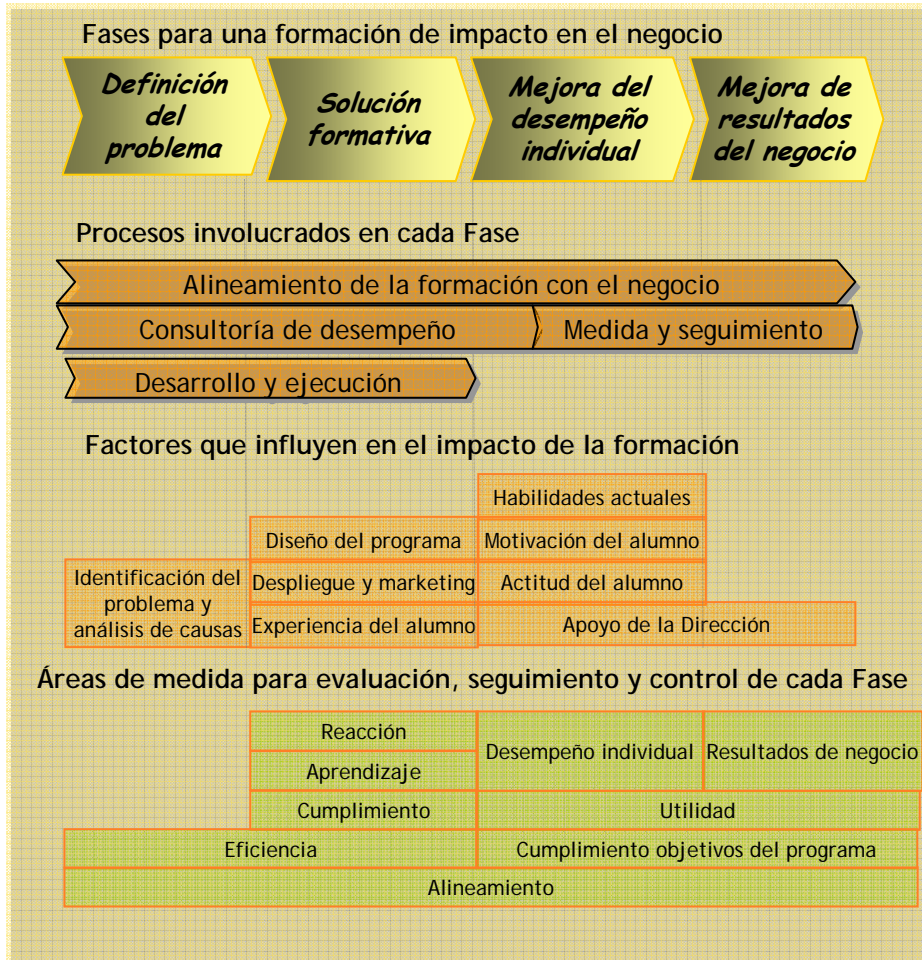 Fases para una formación de impacto en el negocio
Definición
del
problema
Solución
formativa
Mejora del
desempeño
individual
Mejora de
resultados
del negocio
Procesos involucrados en cada Fase
Alineamiento de la formación con el negocio
Consultoría de desempeño
Medida y seguimiento
Desarrollo y ejecución
Factores que influyen en el impacto de la formación
Habilidades actuales
Diseño del programa
Motivación del alumno
Identificación del
problema y
análisis de causas
Despliegue y marketing
Actitud del alumno
Experiencia del alumno
Apoyo de la Dirección
Áreas de medida para evaluación, seguimiento y control de cada Fase
Reacción
Desempeño individual
Resultados de negocio
Aprendizaje
Cumplimiento
Utilidad
Eficiencia
Cumplimiento objetivos del programa
Alineamiento